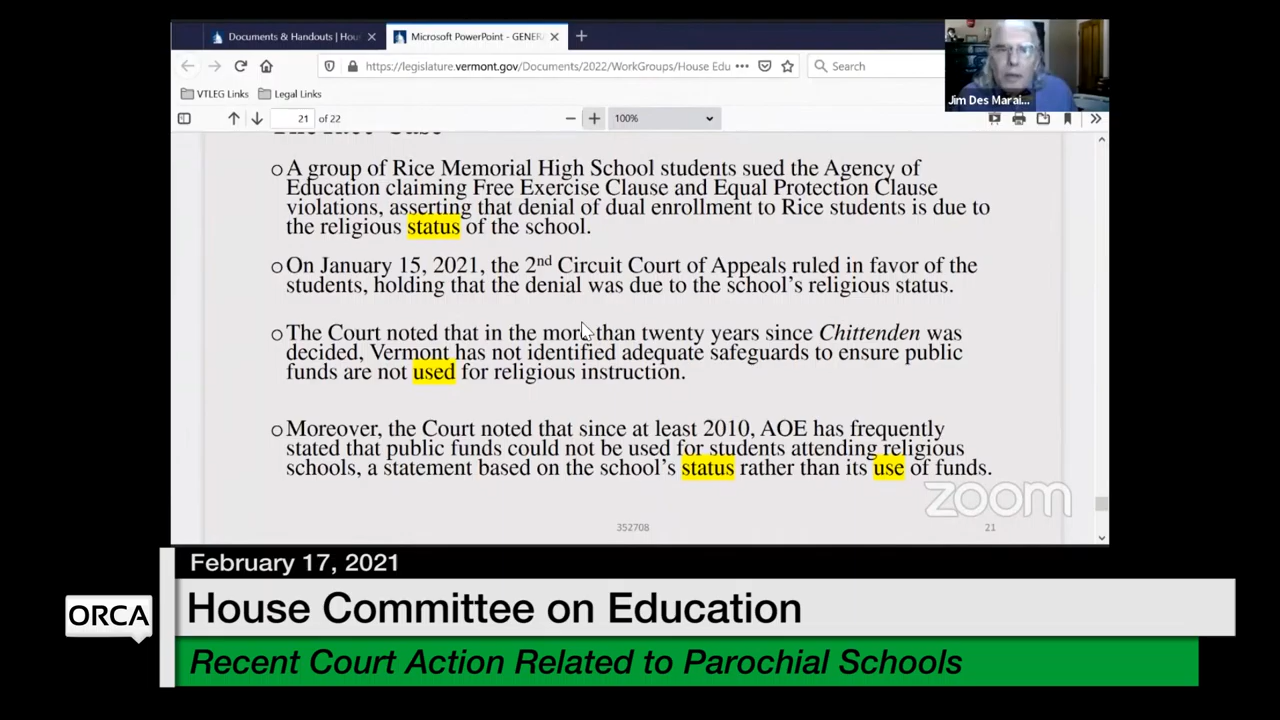 Documents & Handouts | Hou
Microsoft PowerPoint - GENERA
https://legislature.vermont.gov/Documents/2022/WorkGroups/House Edu
Search
VTLEG Links
Legal Links
Jim Des Marai...
21 of 22
100%
○ A group of Rice Memorial High School students sued the Agency of
Education claiming Free Exercise Clause and Equal Protection Clause
violations, asserting that denial of dual enrollment to Rice students is due to
the religious status of the school.
○ On January 15, 2021, the 2nd Circuit Court of Appeals ruled in favor of the
students, holding that the denial was due to the school's religious status.
○ The Court noted that in the more than twenty years since Chittenden was
decided, Vermont has not identified adequate safeguards to ensure public
funds are not used for religious instruction.
○ Moreover, the Court noted that since at least 2010, AOE has frequently
stated that public funds could not be used for students attending religious
schools, a statement based on the school's status rather than its use of funds.
zoom
352708
21
February 17, 2021
ORCA
House Committee on Education
Recent Court Action Related to Parochial Schools